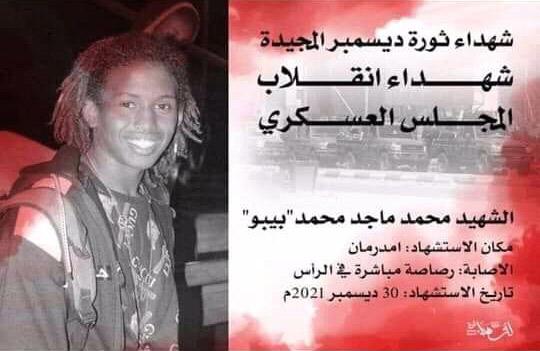 شهداء ثورة ديسمبر المجيدة
شهداء انقلاب
المجلس العسكري
الشهيد محمد ماجد محمد"بيبو"
مكان الاستشهاد: امدرمان
الاصابة: رصاصة مباشرة في الرأس
تاريخ الاستشهاد: 30 ديسمبر 2021م